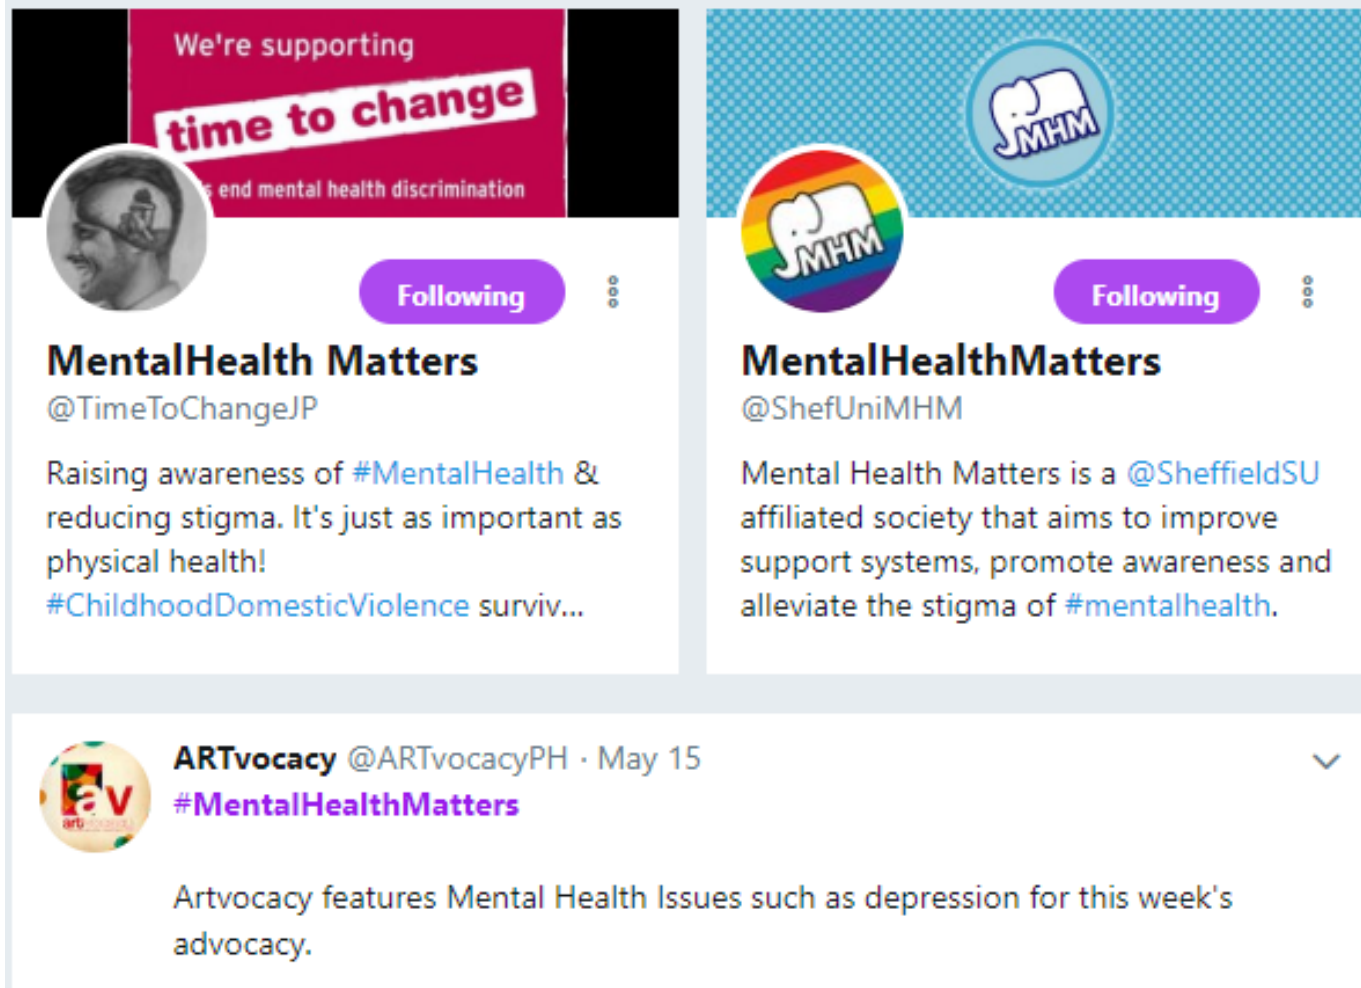 We're supporting
time to change
end mental health discrimination
MHM
MHM
Following
Following
MentalHealth Matters
@TimeToChangeJP
Raising awareness of #MentalHealth &
reducing stigma. It's just as important as
physical health!
#ChildhoodDomesticViolence surviv...
MentalHealthMatters
@ShefUniMHM
Mental Health Matters is a @SheffieldSU
affiliated society that aims to improve
support systems, promote awareness and
alleviate the stigma of #mentalhealth.
av
ARTvocacy @ARTvocacyPH · May 15
#MentalHealthMatters
Artvocacy features Mental Health Issues such as depression for this week's
advocacy.